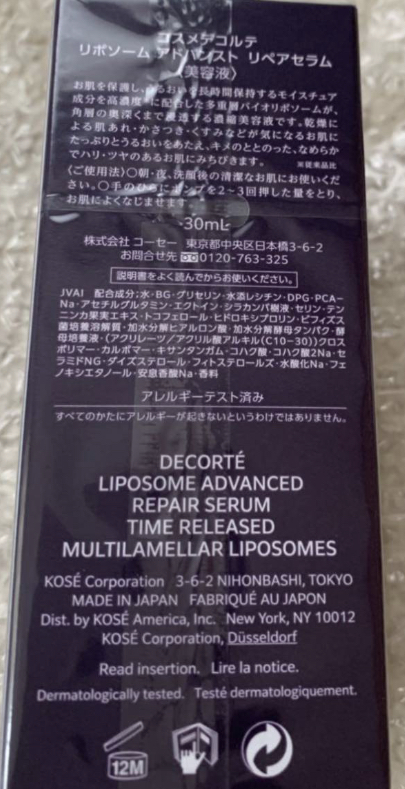 コスメデコルテ
リポソーム アドバンスト リペアセラム
〈美容液〉
お肌を保護し、うるおいを長時間保持するモイスチュア
成分を高濃度※に配合した多重層バイオリポソームが、
角層の奥深くまで浸透する濃縮美容液です。乾燥に
よる肌あれ・かさつき・くすみなどが気になるお肌に
たっぷりとうるおいをあたえ、キメのととのった、なめらか
でハリ・ツヤのあるお肌にみちびきます。 ※従来品比
〈ご使用法〉○朝・夜、洗顔後の清潔なお肌にお使いくだ
さい。○手のひらにポンプを2~3回押した量をとり、
お肌によくなじませます。
30mL
株式会社 コーセー 東京都中央区日本橋3-6-2
お問合せ先 0120-763-325
説明書をよく読んでからお使いください。
JVAI 配合成分:水・BG・グリセリン・水添レシチン・DPG・PCA-
Na・アセチルグルタミン・エクトイン・シラカンバ樹液・セリン・テン
ニンカ果実エキス・トコフェロール・ヒドロキシプロリン・ビフィズス
菌培養溶解質・加水分解ヒアルロン酸・加水分解酵母タンパク・酵
母培養液・(アクリレーツ/アクリル酸アルキル(C10-30))クロス
ポリマー・カルボマー・キサンタンガム・コハク酸・コハク酸2Na・セ
ラミドNG・ダイズステロール・フィトステロールズ・水酸化Na・フェ
ノキシエタノール・安息香酸Na・香料
アレルギーテスト済み
すべてのかたにアレルギーが起きないというわけではありません。
DECORTÉ
LIPOSOME ADVANCED
REPAIR SERUM
TIME RELEASED
MULTILAMELLAR LIPOSOMES
KOSÉ Corporation 3-6-2 NIHONBASHI, TOKYO
MADE IN JAPAN FABRIQUÉ AU JAPON
Dist. by KOSÉ America, Inc. New York, NY 10012
KOSÉ Corporation, Düsseldorf
Read insertion. Lire la notice.
Dermatologically tested. Testé dermatologiquement.
12M